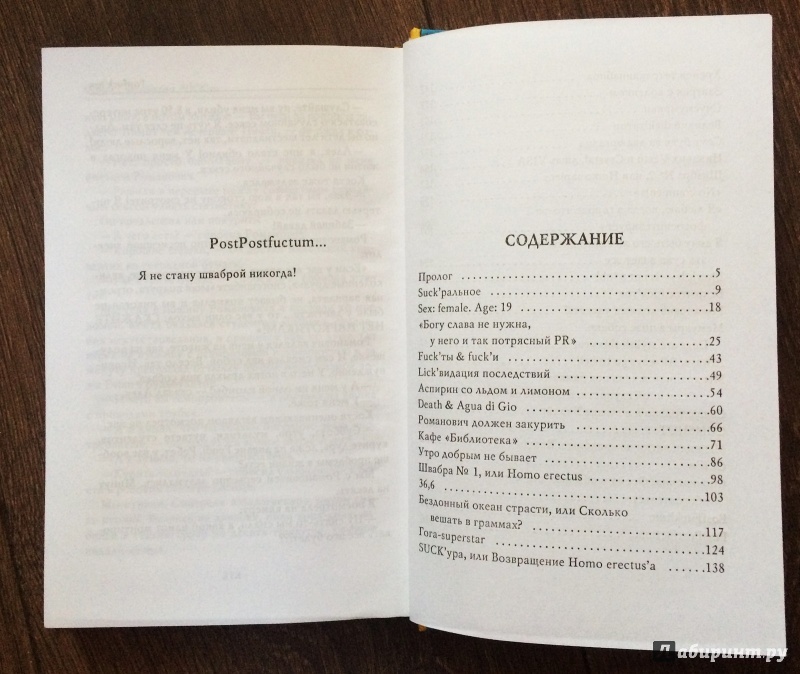 PostPostfuctum...
Я не стану шваброй никогда!
СОДЕРЖАНИЕ
Пролог 5
Suck'ральное 9
Sex: female. Age: 19 18
«Богу слава не нужна,
у него и так потрясный PR» 25
Fuck'ты & fuck'и 43
Lick'видация последствий 49
Аспирин со льдом и лимоном 54
Death & Agua di Gio 60
Романович должен закурить 66
Кафе «Библиотека» 71
Утро добрым не бывает 86
Швабра № 1, или Homo erectus 98
36,6 103
Бездонный океан страсти, или Сколько
вешать в граммах? 117
Гога-superstar 124
SUCK'ура, или Возвращение Homo erectus'а 138
Лабиринт.ру